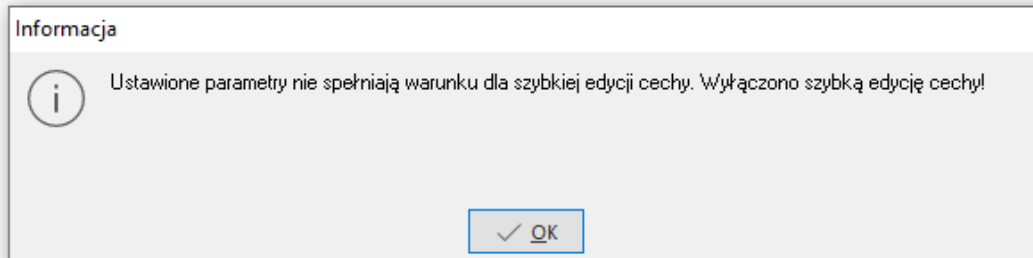 Informacja
Ustawione parametry nie spełniają warunku dla szybkiej edycji cechy. Wyłączono szybką edycję cechy!
OK